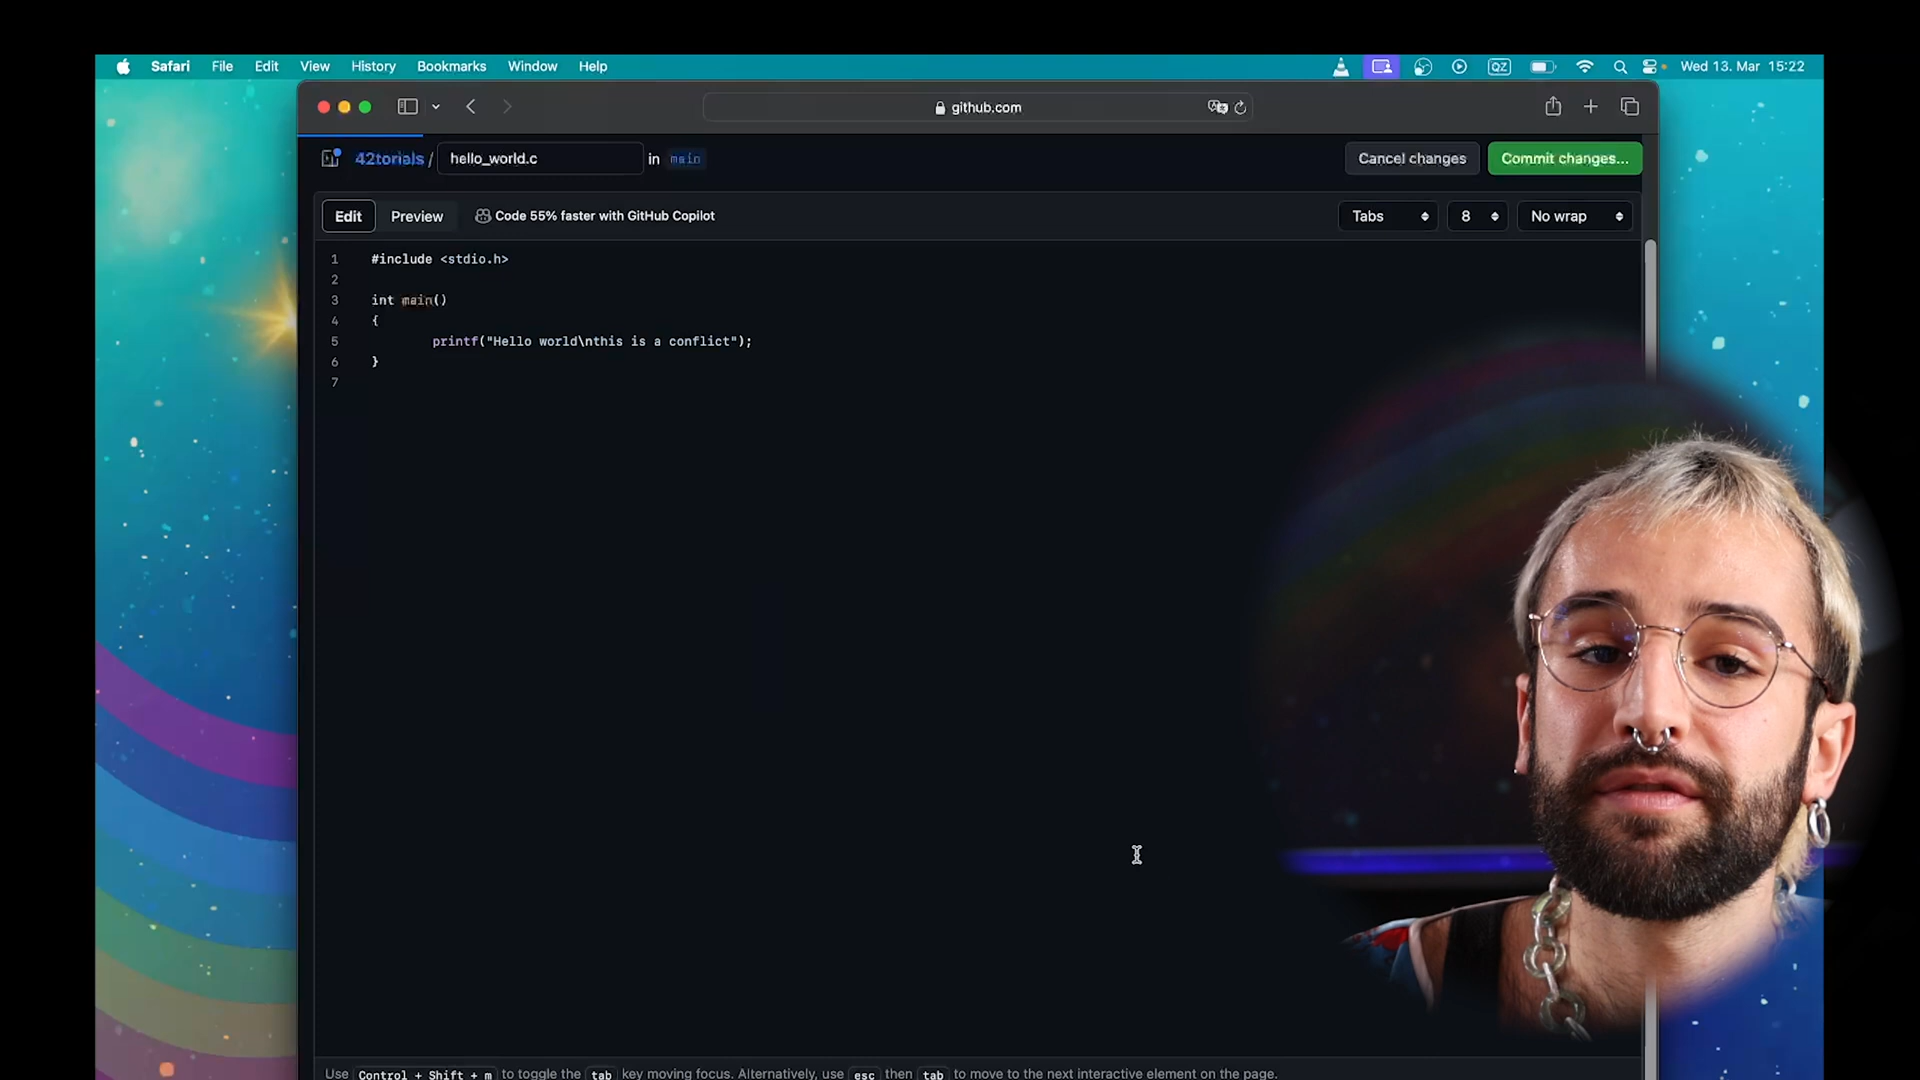 Safari File Edit View History Bookmarks Window Help QZ Wed 13. Mar 15:22
github.com
42torials / hello_world.c in main Cancel changes Commit changes...
Edit Preview Code 55% faster with GitHub Copilot Tabs 8 No wrap
1 #include <stdio.h>
2
3 int main()
4 {
5 printf("Hello world\nthis is a conflict");
6 }
7
Use Control + Shift + m to toggle the tab key moving focus. Alternatively, use esc then tab to move to the next interactive element on the page.